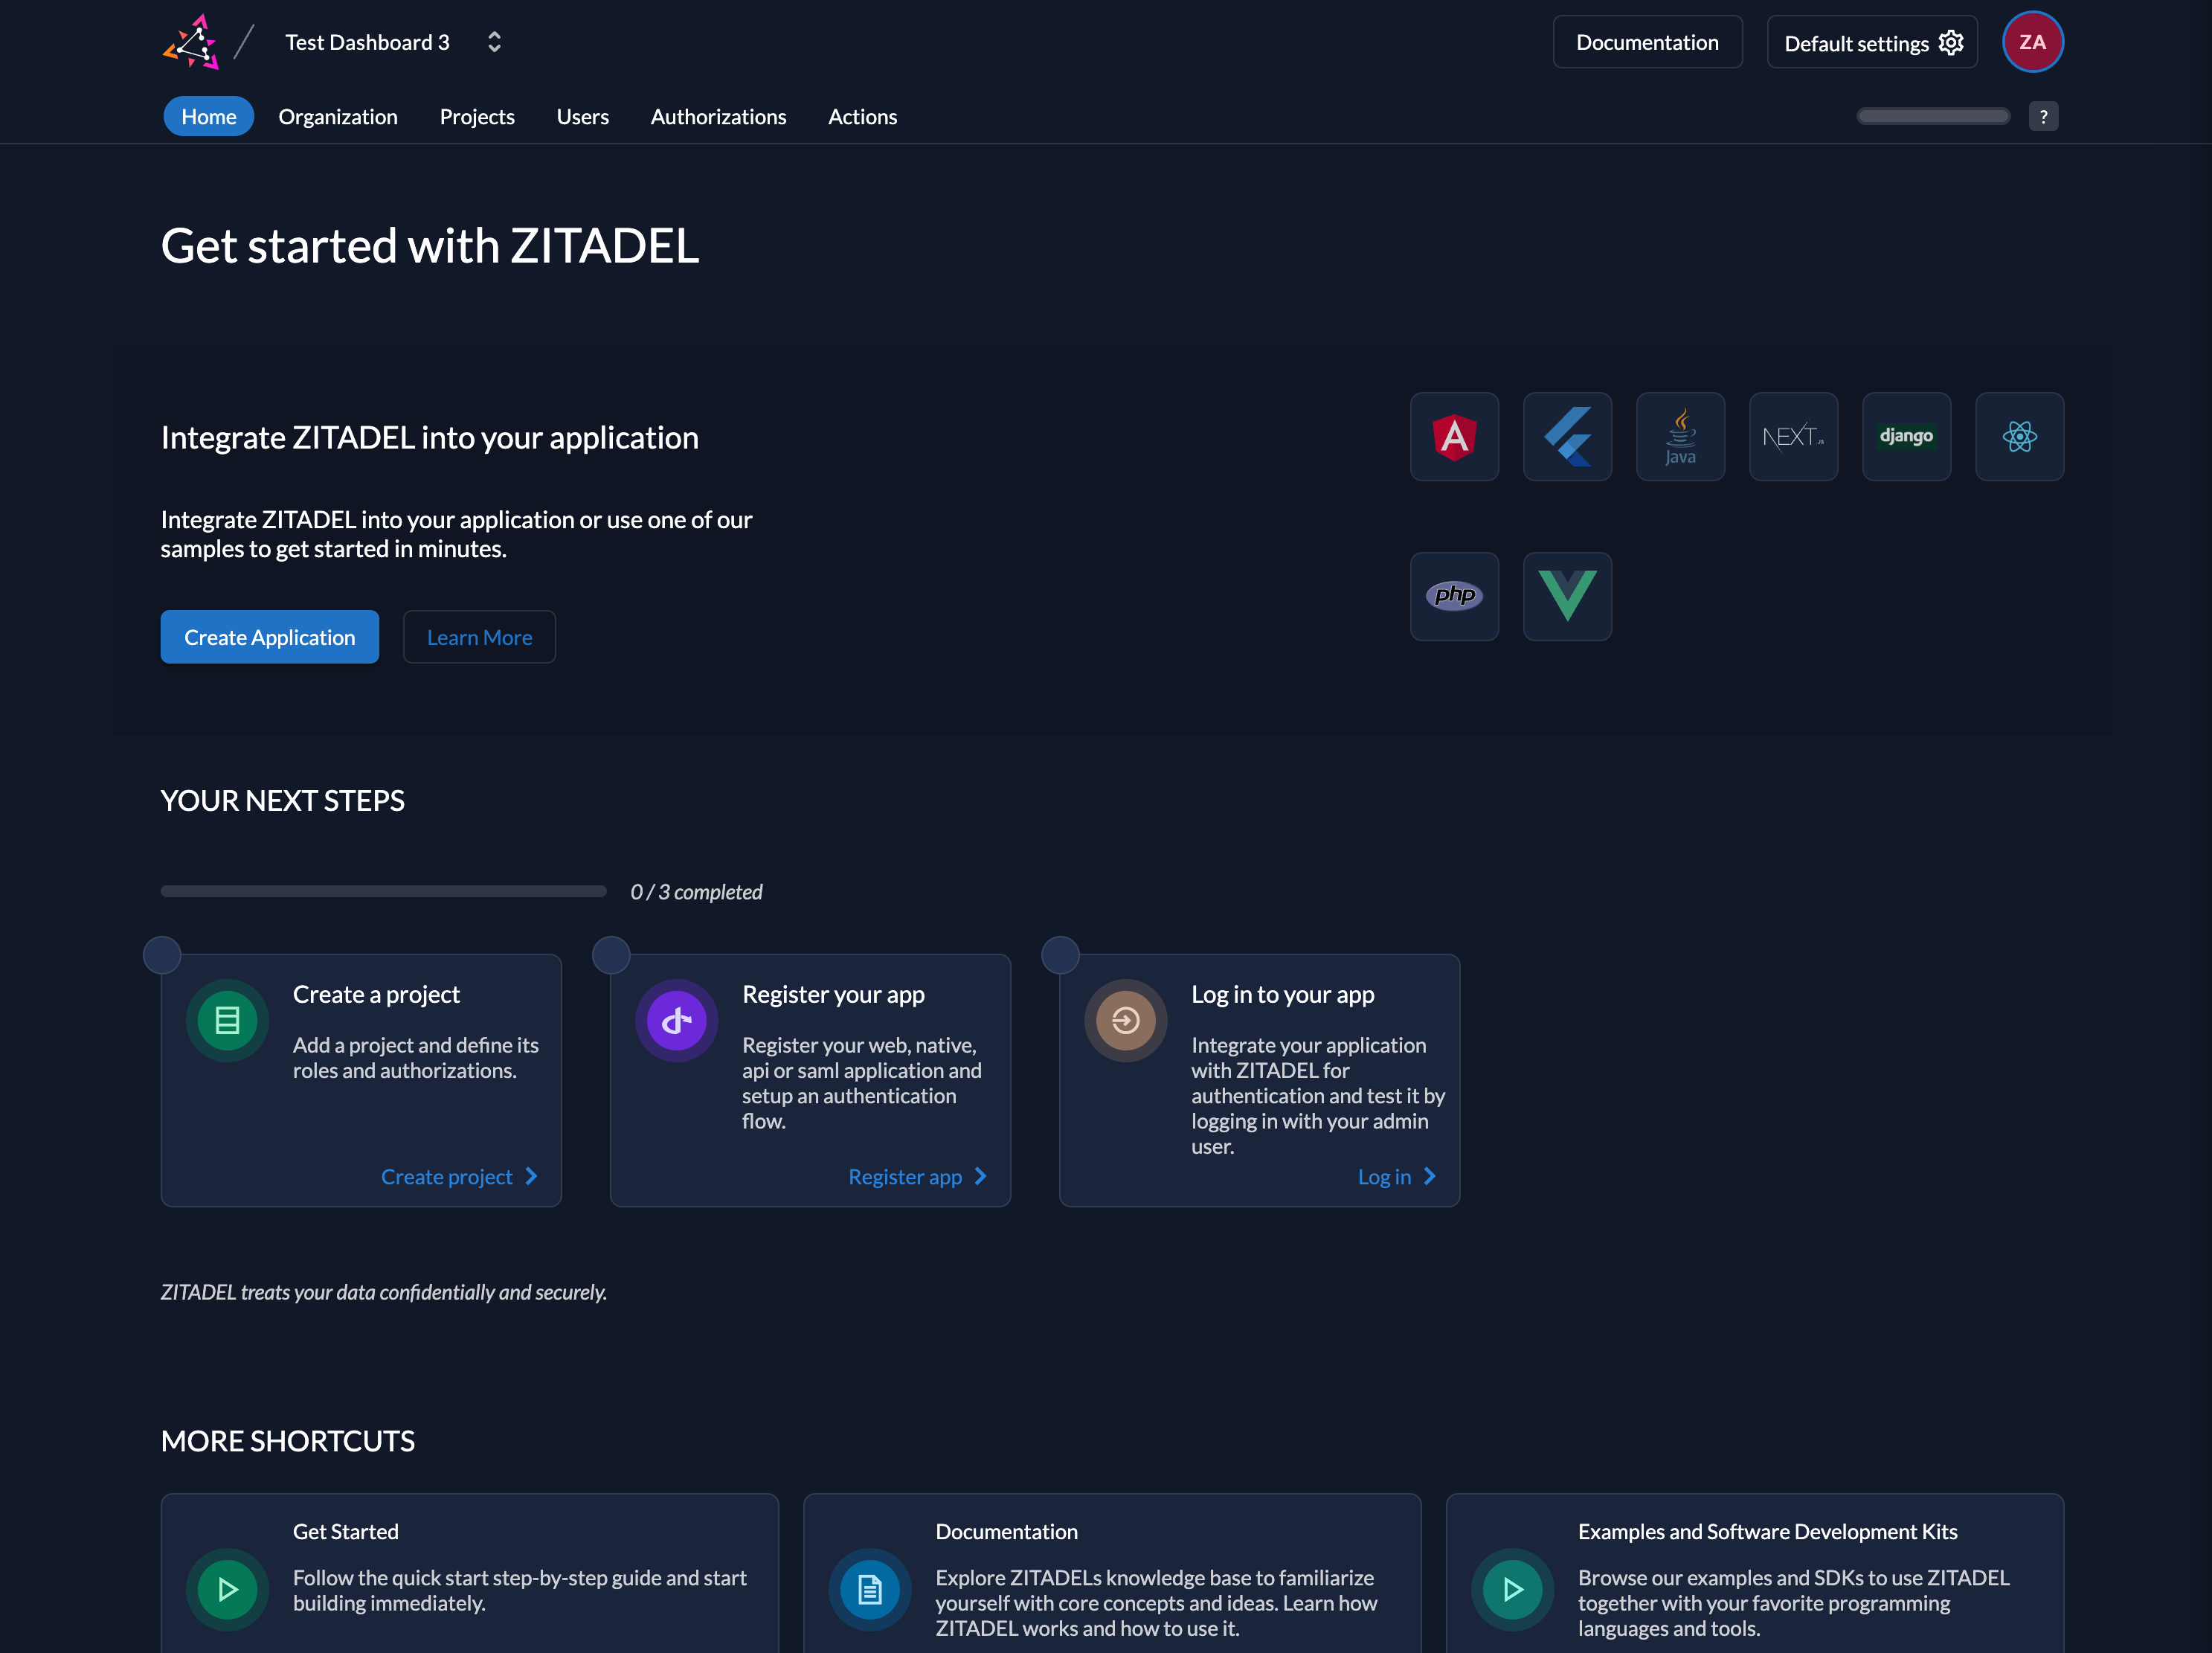 Test Dashboard 3
Documentation
Default settings
ZA
Home
Organization
Projects
Users
Authorizations
Actions
?
Get started with ZITADEL
Integrate ZITADEL into your application
Integrate ZITADEL into your application or use one of our
samples to get started in minutes.
Create Application
Learn More
Java
NEXT.JS
django
php
YOUR NEXT STEPS
0 / 3 completed
Create a project
Add a project and define its
roles and authorizations.
Create project
Register your app
Register your web, native,
api or saml application and
setup an authentication
flow.
Register app
Log in to your app
Integrate your application
with ZITADEL for
authentication and test it by
logging in with your admin
user.
Log in
ZITADEL treats your data confidentially and securely.
MORE SHORTCUTS
Get Started
Follow the quick start step-by-step guide and start
building immediately.
Documentation
Explore ZITADELs knowledge base to familiarize
yourself with core concepts and ideas. Learn how
ZITADEL works and how to use it.
Examples and Software Development Kits
Browse our examples and SDKs to use ZITADEL
together with your favorite programming
languages and tools.